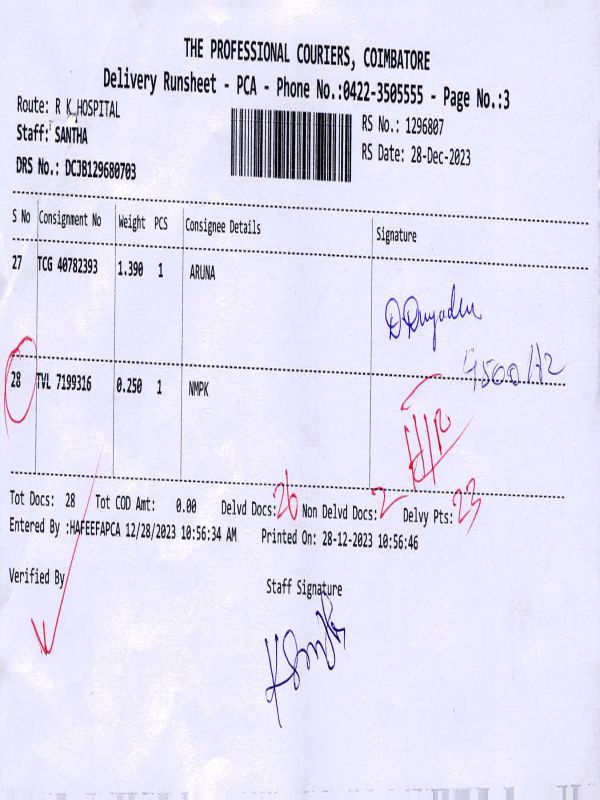 THE PROFESSIONAL COURIERS, COIMBATORE
Delivery Runsheet - PCA - Phone No.:0422-3505555 - Page No.:3
Route: R K HOSPITAL
Staff: SANTHA
DRS No.: DCJB129680703
RS No.: 1296807
RS Date: 28-Dec-2023
S No Consignment No Weight PCS Consignee Details Signature
27 TCG 40782393 1.390 1 ARUNA
28 TVL 7199316 0.250 1 NMPK
Tot Docs: 28 Tot COD Amt: 0.00 Delvd Docs: 26 Non Delvd Docs: 2 Delvy Pts: 23
Entered By :HAFEEFAPCA 12/28/2023 10:56:34 AM Printed On: 28-12-2023 10:56:46
Verified By
Staff Signature